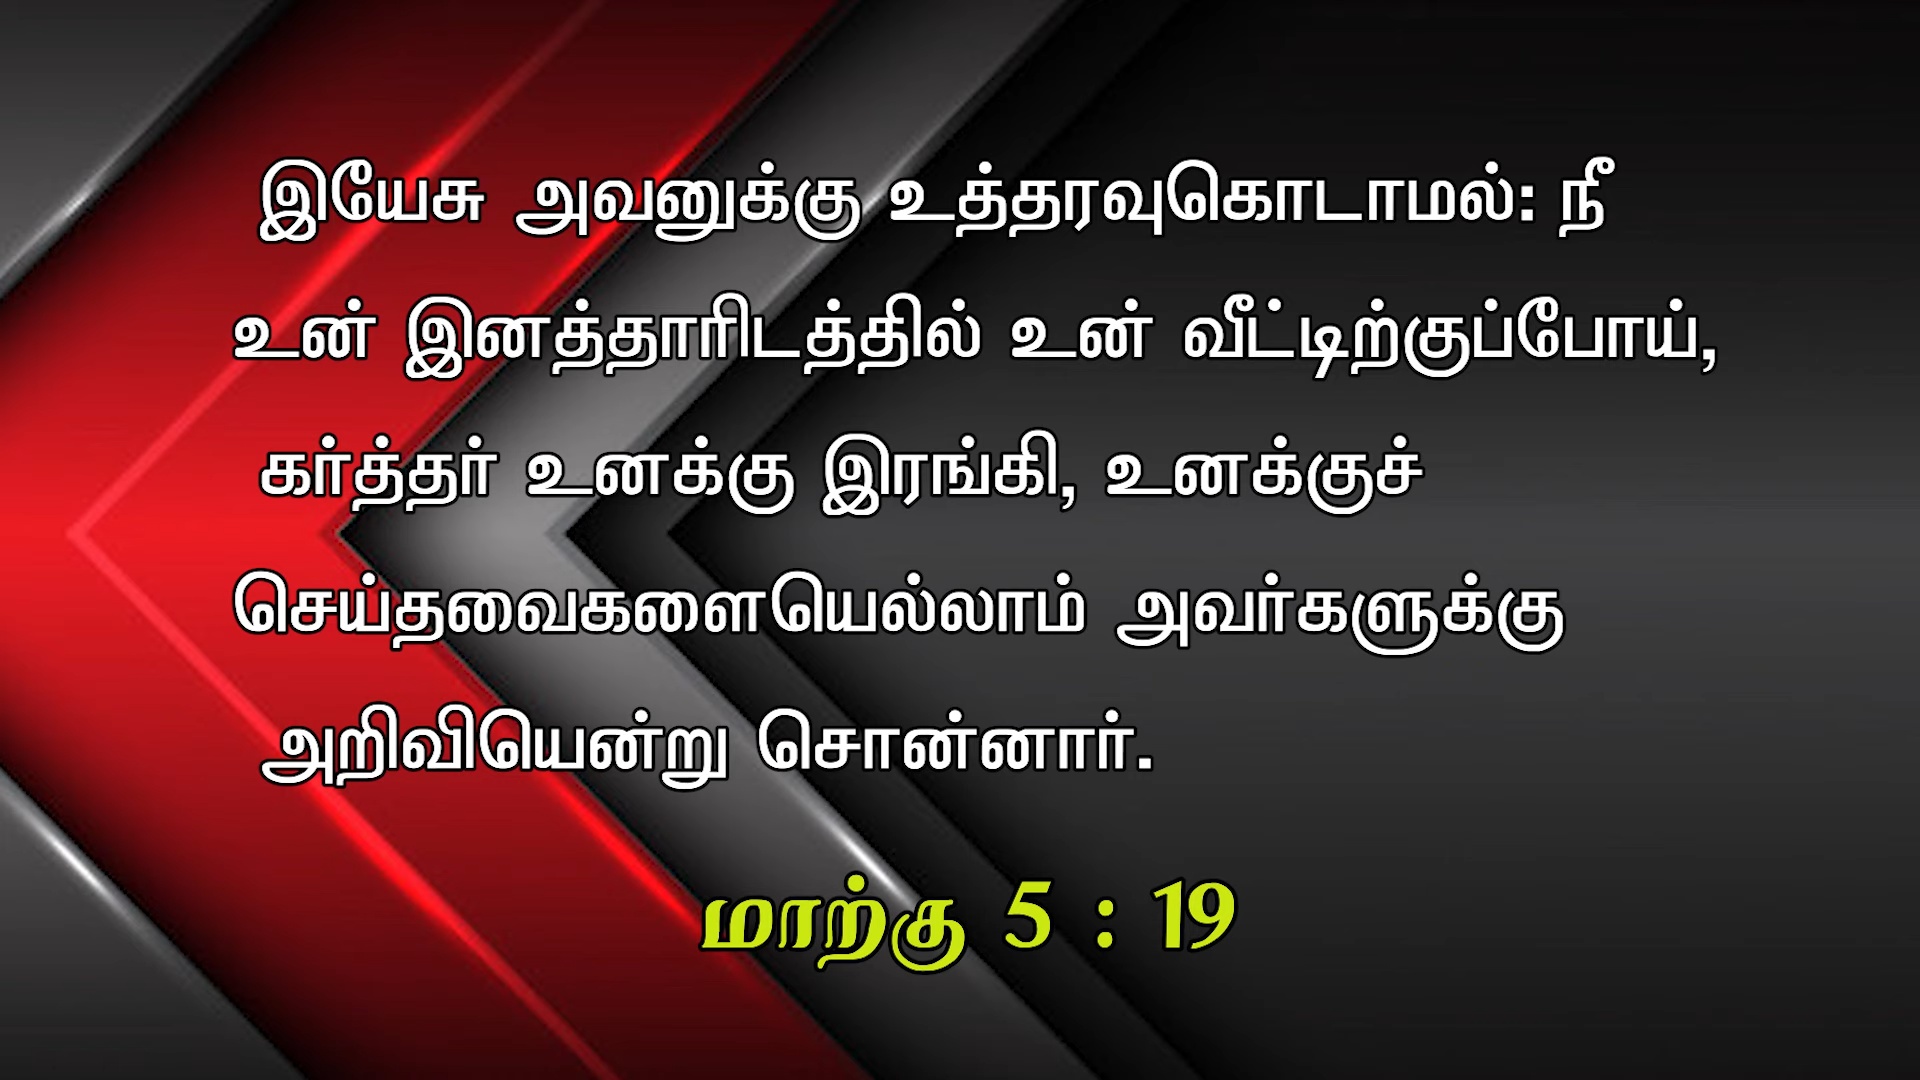 இயேசு அவனுக்கு உத்தரவுகொடாமல்: நீ
உன் இனத்தாரிடத்தில் உன் வீட்டிற்குப்போய்,
கர்த்தர் உனக்கு இரங்கி, உனக்குச்
செய்தவைகளையெல்லாம் அவர்களுக்கு
அறிவியென்று சொன்னார்.
மாற்கு 5 : 19